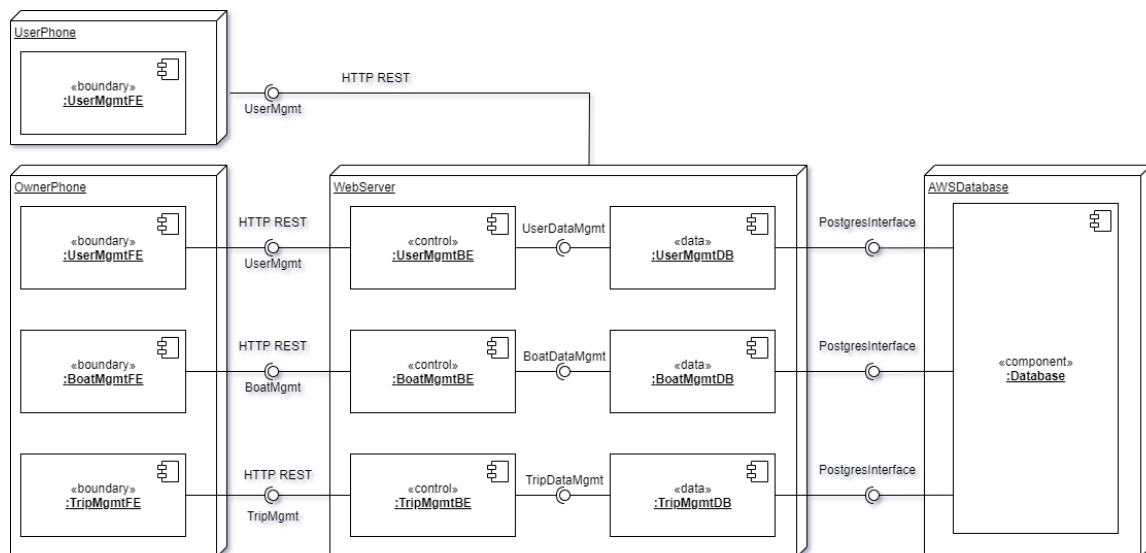 UserPhone
«boundary»
:UserMgmtFE
HTTP REST
UserMgmt
OwnerPhone
WebServer
AWSDatabase
«boundary»
:UserMgmtFE
HTTP REST
UserMgmt
«control»
:UserMgmtBE
UserDataMgmt
«data»
:UserMgmtDB
PostgresInterface
«boundary»
:BoatMgmtFE
HTTP REST
BoatMgmt
«control»
:BoatMgmtBE
BoatDataMgmt
«data»
:BoatMgmtDB
PostgresInterface
«component»
:Database
«boundary»
:TripMgmtFE
HTTP REST
TripMgmt
«control»
:TripMgmtBE
TripDataMgmt
«data»
:TripMgmtDB
PostgresInterface